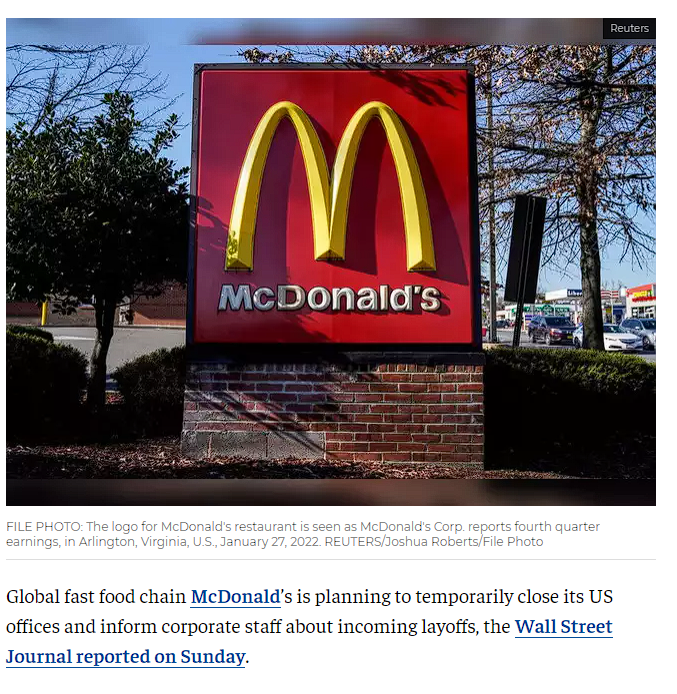 Reuters
McDonald's
FILE PHOTO: The logo for McDonald's restaurant is seen as McDonald's Corp. reports fourth quarter
earnings, in Arlington, Virginia, U.S., January 27, 2022. REUTERS/Joshua Roberts/File Photo
Global fast food chain McDonald’s is planning to temporarily close its US
offices and inform corporate staff about incoming layoffs, the Wall Street
Journal reported on Sunday.